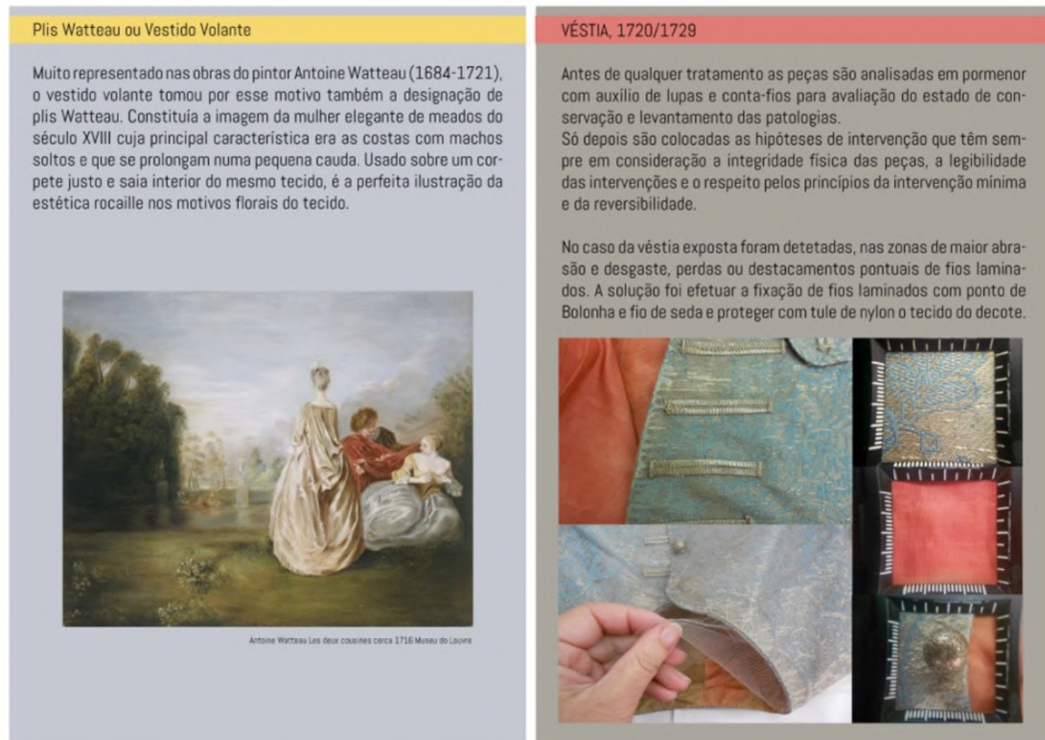 Plis Watteau ou Vestido Volante
Muito representado nas obras do pintor Antoine Watteau (1684-1721),
o vestido volante tomou por esse motivo também a designação de
plis Watteau. Constituía a imagem da mulher elegante de meados do
século XVIII cuja principal característica era as costas com machos
soltos e que se prolongam numa pequena cauda. Usado sobre um cor-
pete justo e saia interior do mesmo tecido, é a perfeita ilustração da
estética rocaille nos motivos florais do tecido.
Antoine Watteau Les deux cousines cerca 1716 Museu do Louvre
VÉSTIA, 1720/1729
Antes de qualquer tratamento as peças são analisadas em pormenor
com auxílio de lupas e conta-fios para avaliação do estado de con-
servação e levantamento das patologias.
Só depois são colocadas as hipóteses de intervenção que têm sem-
pre em consideração a integridade física das peças, a legibilidade
das intervenções e o respeito pelos princípios da intervenção mínima
e da reversibilidade.
No caso da véstia exposta foram detetadas, nas zonas de maior abra-
são e desgaste, perdas ou destacamentos pontuais de fios lamina-
dos. A solução foi efetuar a fixação de fios laminados com ponto de
Bolonha e fio de seda e proteger com tule de nylon o tecido do decote.